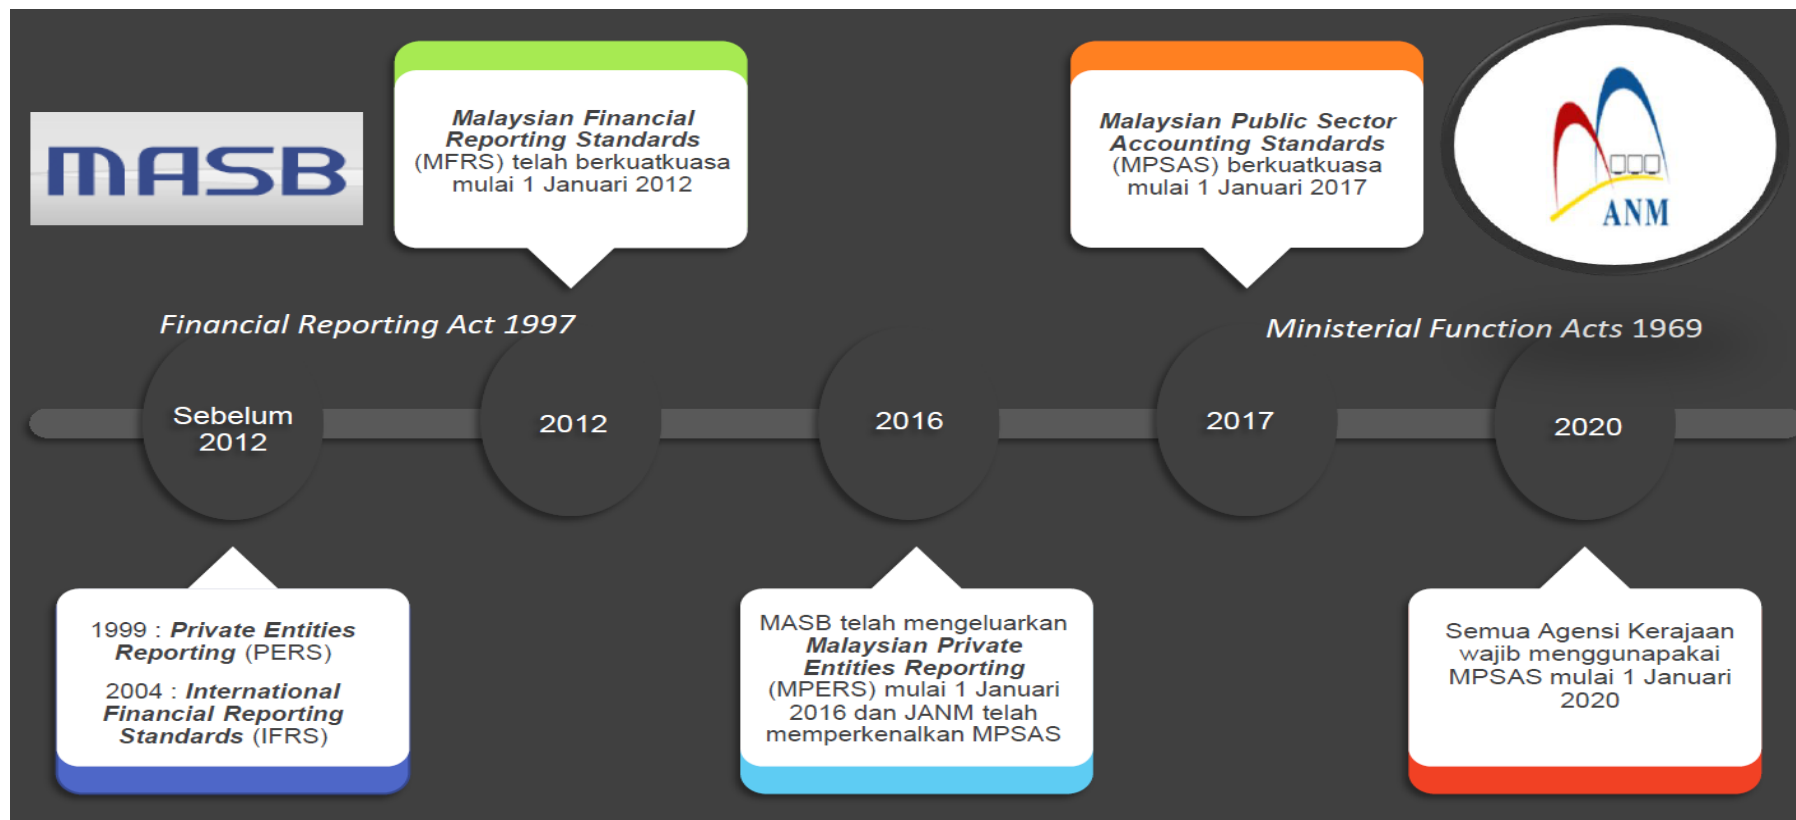 MASB
Malaysian Financial
Reporting Standards
(MFRS) telah berkuatkuasa
mulai 1 Januari 2012
Malaysian Public Sector
Accounting Standards
(MPSAS) berkuatkuasa
mulai 1 Januari 2017
ANM
Financial Reporting Act 1997
Ministerial Function Acts 1969
Sebelum
2012
2012
2016
2017
2020
1999 : Private Entities
Reporting (PERS)
2004 : International
Financial Reporting
Standards (IFRS)
MASB telah mengeluarkan
Malaysian Private
Entities Reporting
(MPERS) mulai 1 Januari
2016 dan JANM telah
memperkenalkan MPSAS
Semua Agensi Kerajaan
wajib menggunapakai
MPSAS mulai 1 Januari
2020